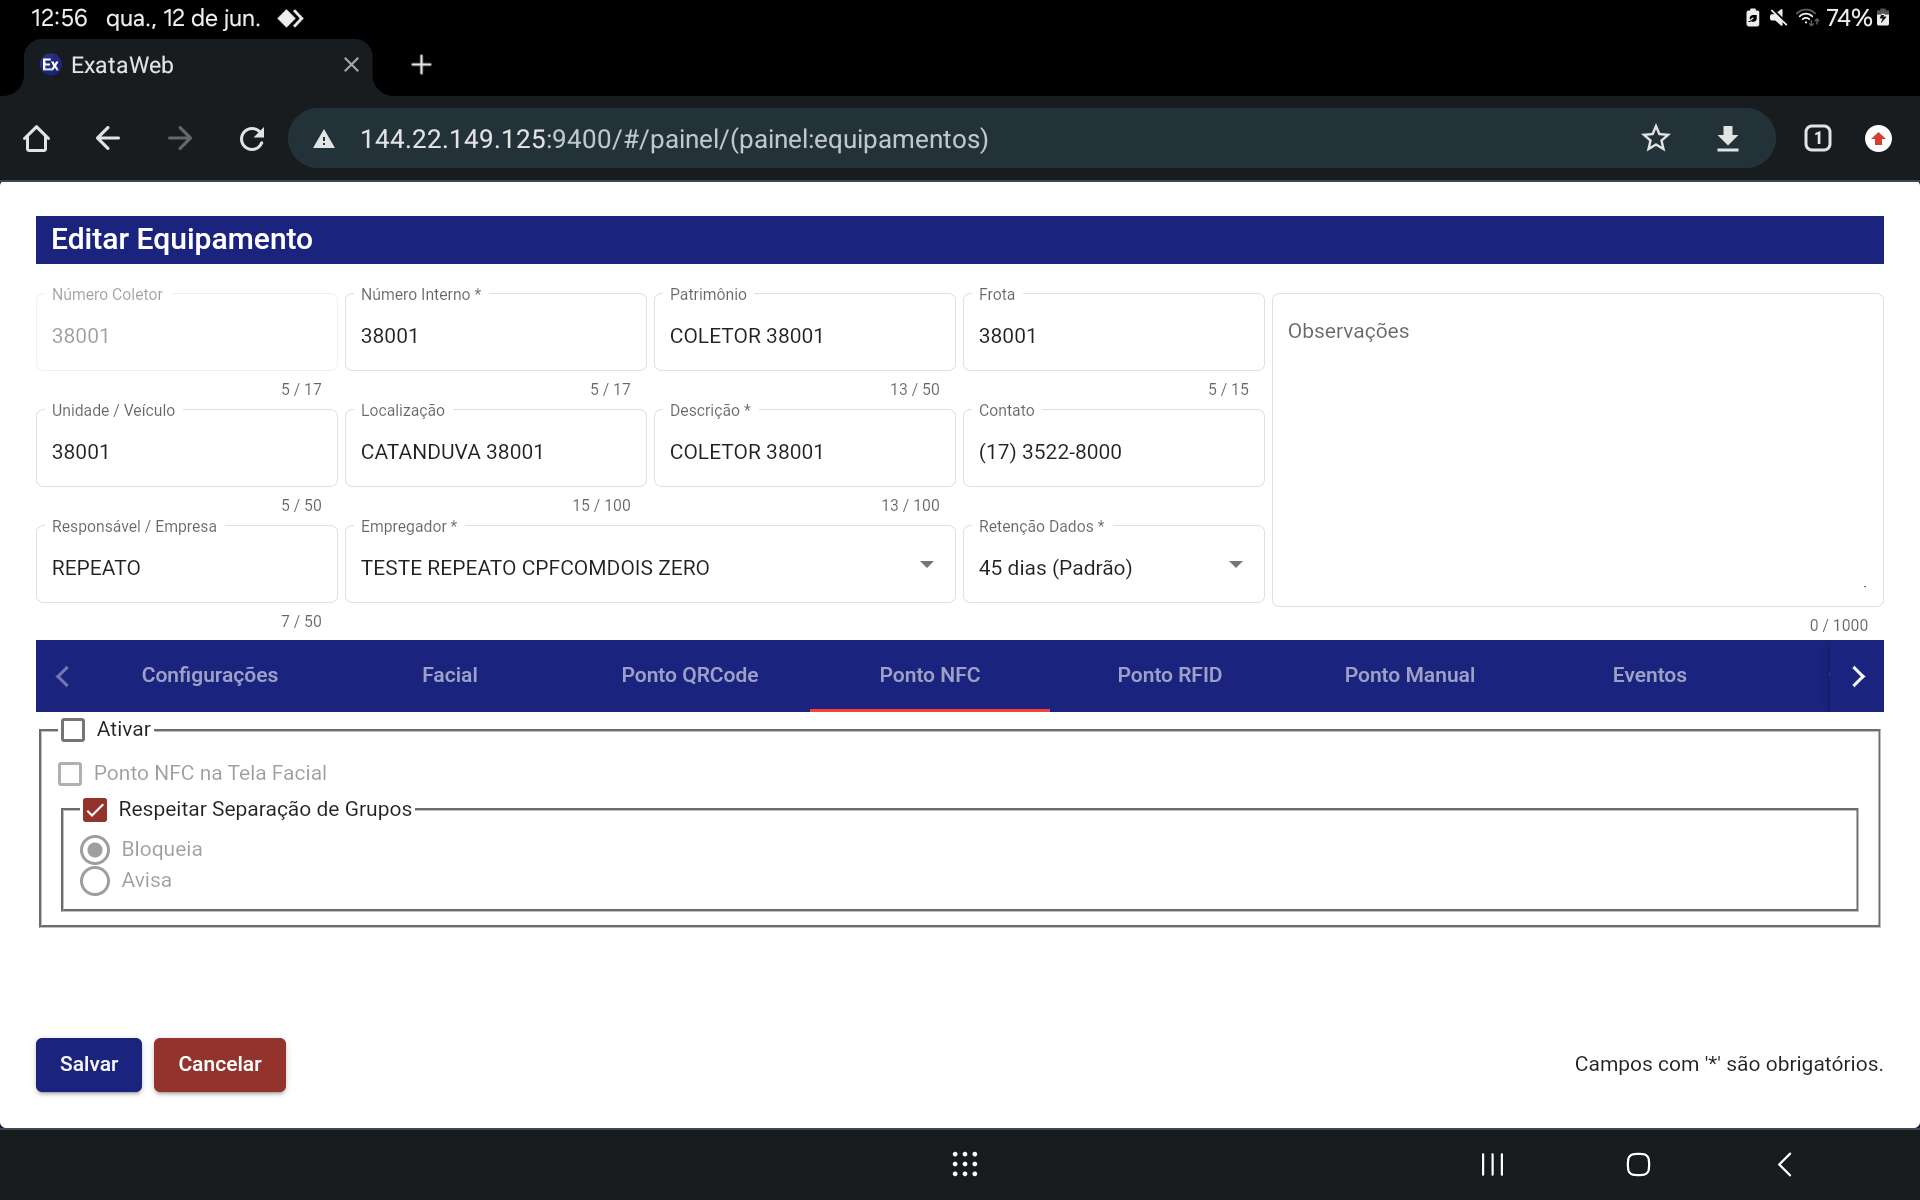 12:56 qua., 12 de jun. 74%
Ex ExataWeb
144.22.149.125:9400/#/painel/(painel:equipamentos) 1
Editar Equipamento
Número Coletor Número Interno * Patrimônio Frota
38001 38001 COLETOR 38001 38001 Observações
5 / 17 5 / 17 13 / 50 5 / 15
Unidade / Veículo Localização Descrição * Contato
38001 CATANDUVA 38001 COLETOR 38001 (17) 3522-8000
5 / 50 15 / 100 13 / 100
Responsável / Empresa Empregador * Retenção Dados *
REPEATO TESTE REPEATO CPFCOMDOIS ZERO 45 dias (Padrão)
7 / 50 0 / 1000
Configurações Facial Ponto QRCode Ponto NFC Ponto RFID Ponto Manual Eventos
Ativar
Ponto NFC na Tela Facial
Respeitar Separação de Grupos
Bloqueia
Avisa
Salvar Cancelar Campos com '*' são obrigatórios.